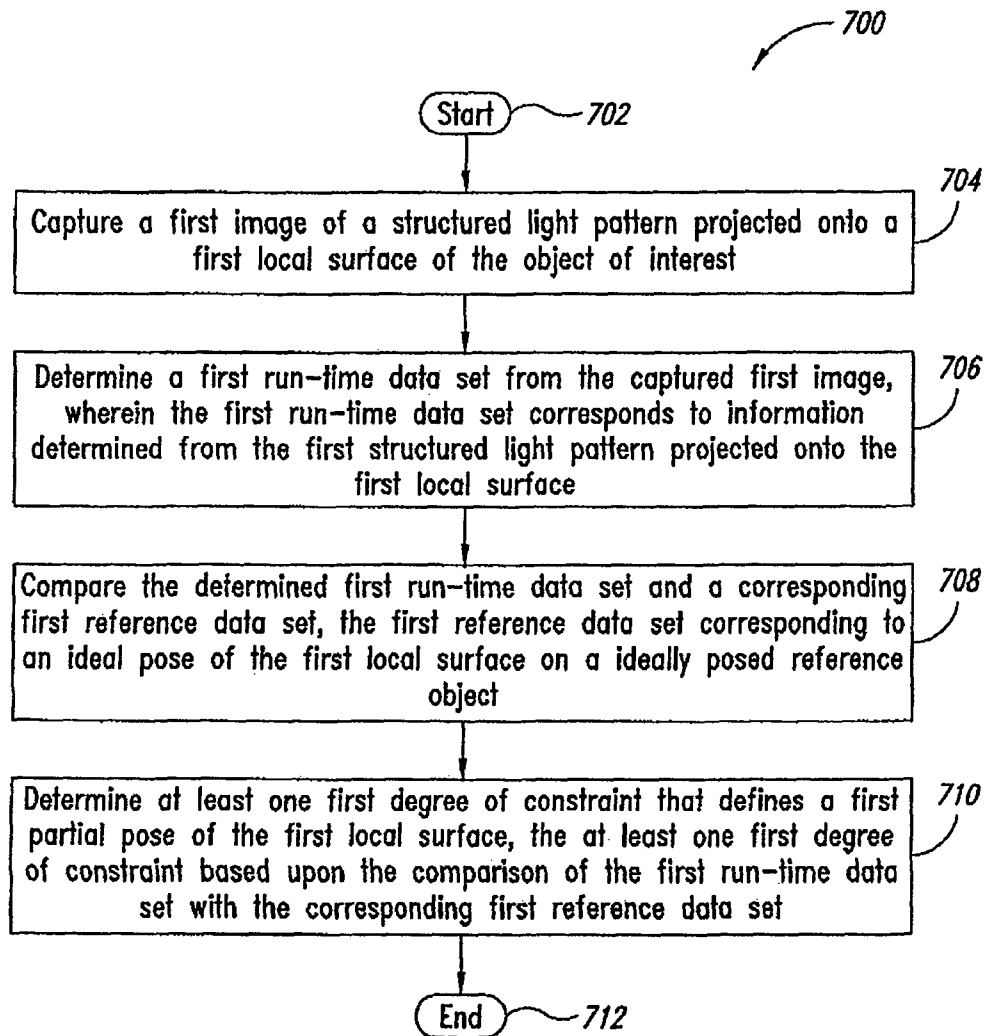 700
Start
702
704
Capture a first image of a structured light pattern projected onto a
first local surface of the object of interest
706
Determine a first run-time data set from the captured first image,
wherein the first run-time data set corresponds to information
determined from the first structured light pattern projected onto the
first local surface
708
Compare the determined first run-time data set and a corresponding
first reference data set, the first reference data set corresponding to
an ideal pose of the first local surface on a ideally posed reference
object
710
Determine at least one first degree of constraint that defines a first
partial pose of the first local surface, the at least one first degree
of constraint based upon the comparison of the first run-time data
set with the corresponding first reference data set
End
712